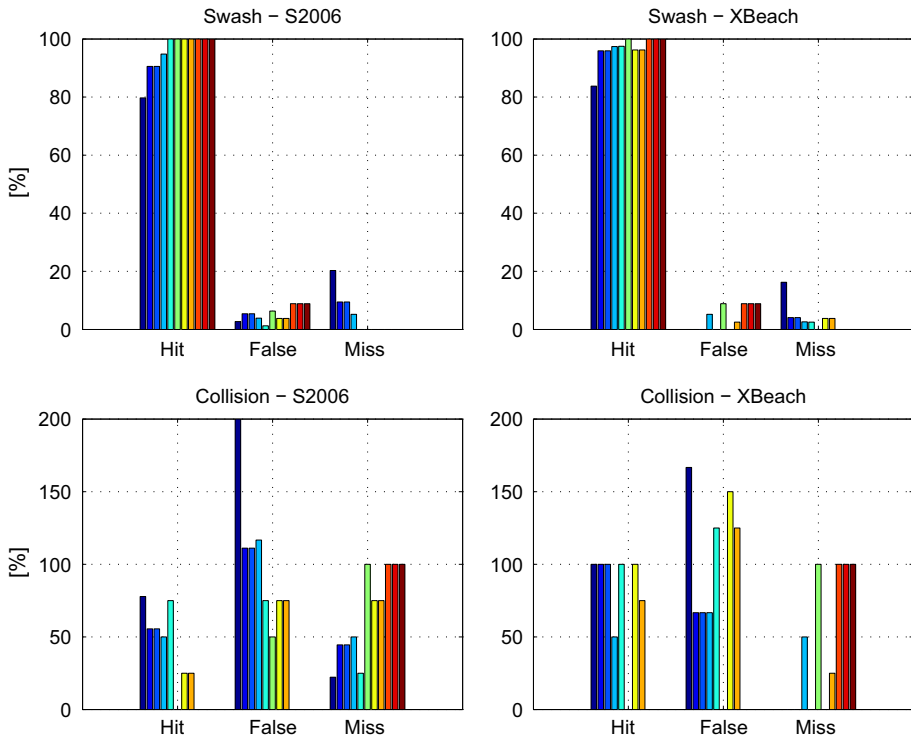 Swash − S2006
100
80
60
40
20
0
[%]
Hit
False
Miss
Swash − XBeach
100
80
60
40
20
0
Hit
False
Miss
Collision − S2006
200
150
100
50
0
[%]
Hit
False
Miss
Collision − XBeach
200
150
100
50
0
Hit
False
Miss